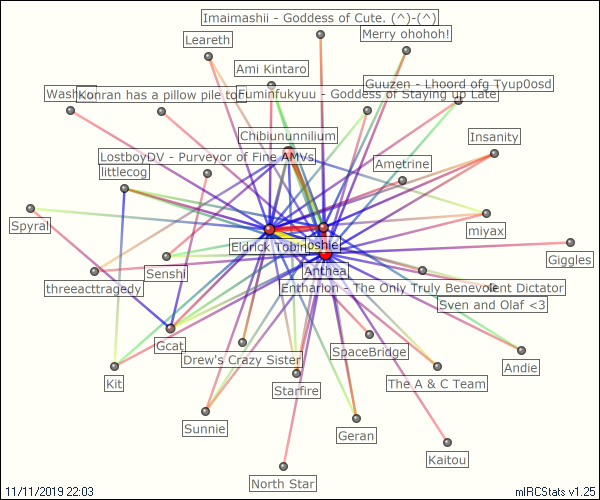 Imaimashii - Goddess of Cute. (^)-(^)
Merry ohohoh!
Leareth
Ami Kintaro
Guuzen - Lhoord ofg Tyup0osd
Konran has a pillow pile to
Fuminfukyuu - Goddess of Staying up Late
Chibiununnilium
Insanity
LostboyDV - Purveyor of Fine AMVs
Ametrine
littlecog
Spyral
miyax
Eldrick Tobin
oshie
Giggles
Senshi
Anthea
threeacttragedy
Entharion - The Only Truly Benevolent Dictator
Sven and Olaf <3
Gcat
SpaceBridge
Drew's Crazy Sister
Andie
Kit
Starfire
The A & C Team
Sunnie
Geran
Kaitou
North Star
11/11/2019 22:03
mIRCStats v1.25